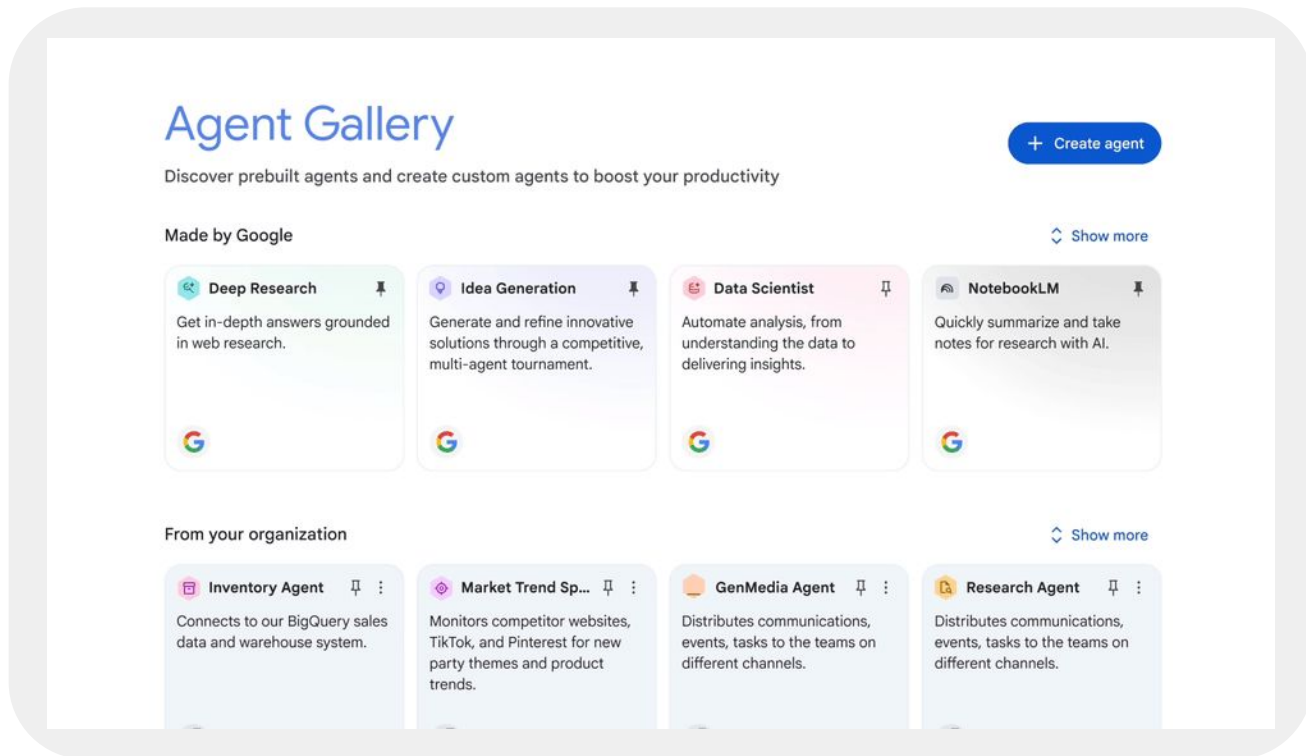 Agent Gallery
+ Create agent
Discover prebuilt agents and create custom agents to boost your productivity
Made by Google
Show more
Deep Research
Get in-depth answers grounded
in web research.
Idea Generation
Generate and refine innovative
solutions through a competitive,
multi-agent tournament.
Data Scientist
Automate analysis, from
understanding the data to
delivering insights.
NotebookLM
Quickly summarize and take
notes for research with AI.
From your organization
Show more
Inventory Agent
Connects to our BigQuery sales
data and warehouse system.
Market Trend Sp...
Monitors competitor websites,
TikTok, and Pinterest for new
party themes and product
trends.
GenMedia Agent
Distributes communications,
events, tasks to the teams on
different channels.
Research Agent
Distributes communications,
events, tasks to the teams on
different channels.